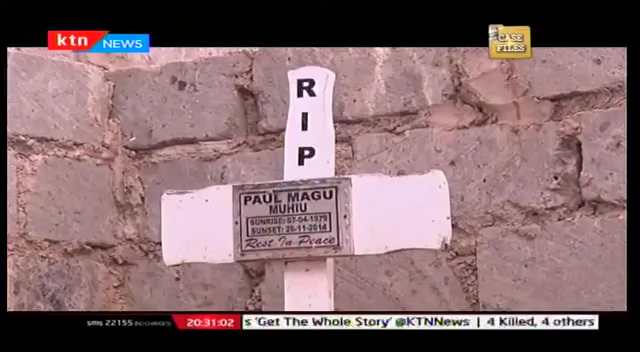 ktn NEWS
CASE FILES
RIP
PAUL MAGU
MUHIU
SUNRISE: 07-04-1979
SUNSET: 26-11-2014
Rest In Peace
sms 22155
20:31:02
s 'Get The Whole Story' @KTNNews | 4 Killed, 4 others